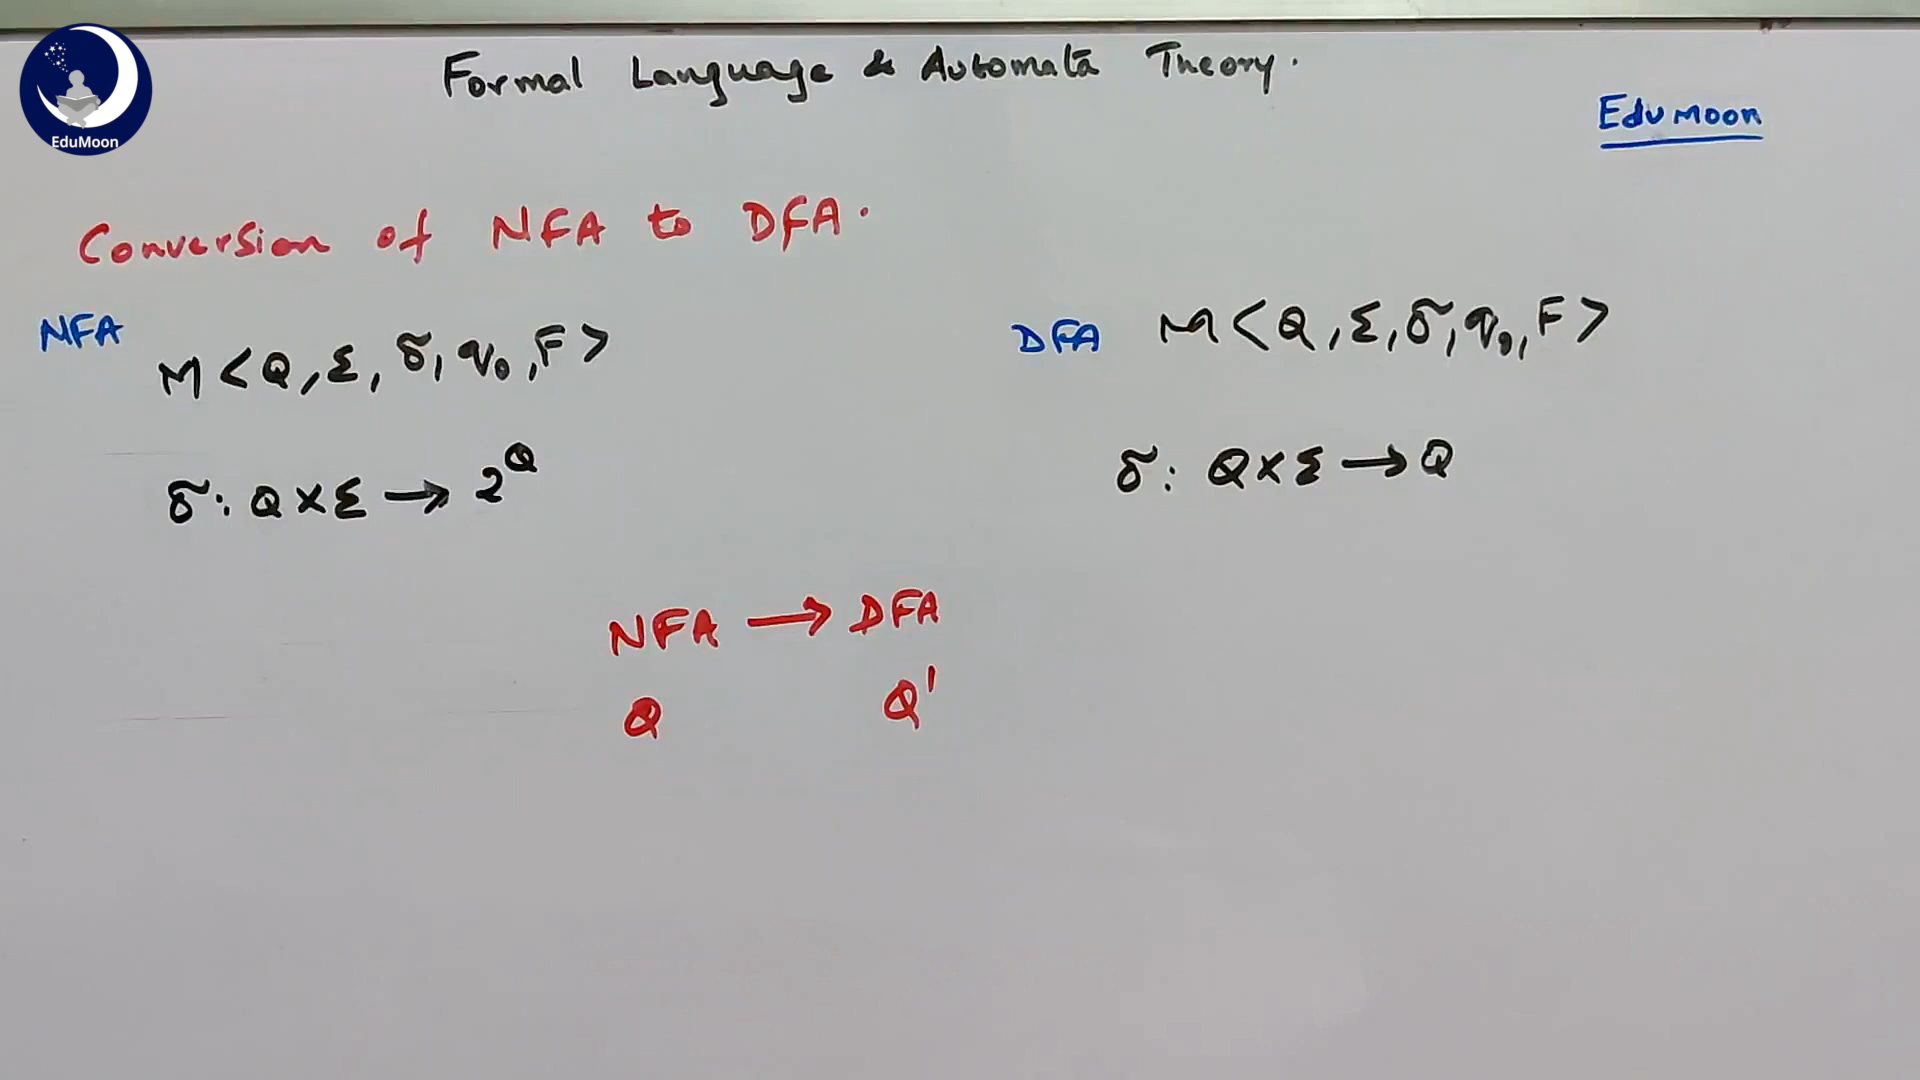 Formal Language & Automata Theory.
EduMoon
EduMoon
Conversion of NFA to DFA.
NFA M < Q, Σ, δ, q₀, F >
DFA M < Q, Σ, δ, q₀, F >
δ: Q × Σ → 2^Q
δ: Q × Σ → Q
NFA → DFA
Q Q'